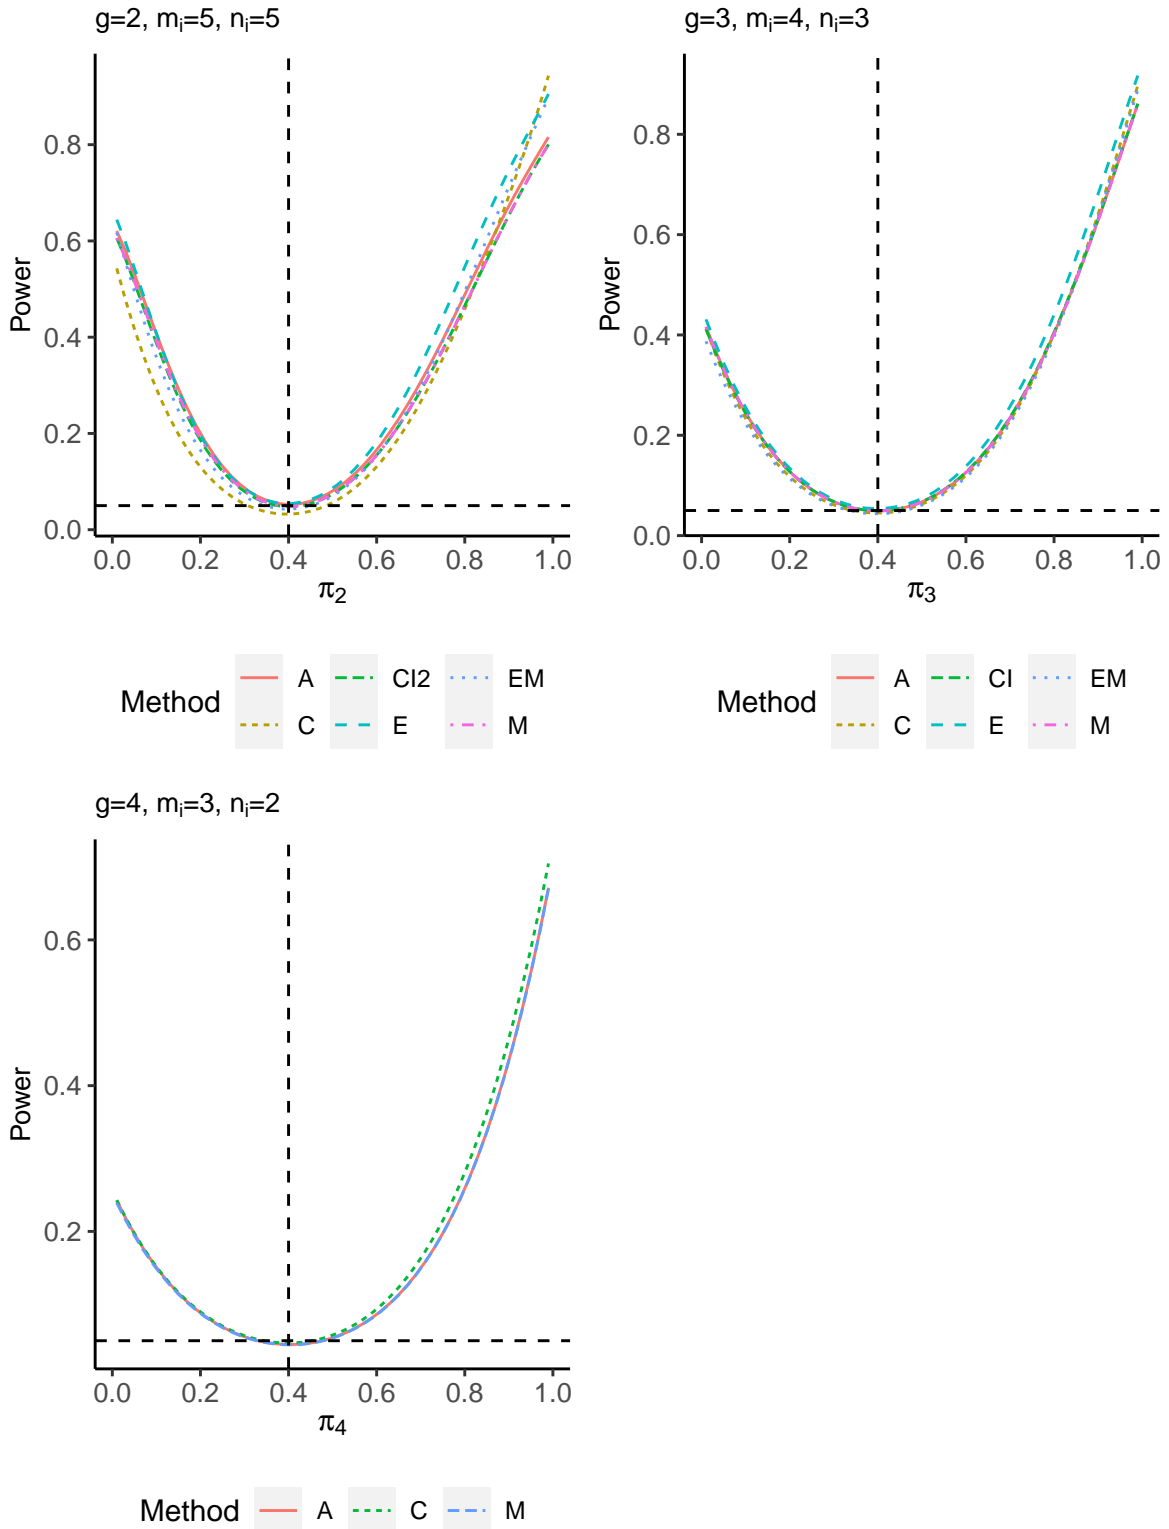 g=2, mᵢ=5, nᵢ=5
0.8
0.6
0.4
0.2
0.0
Power
0.0 0.2 0.4 0.6 0.8 1.0
π₂
Method
A CI2 EM
C E M
g=3, mᵢ=4, nᵢ=3
0.8
0.6
0.4
0.2
0.0
Power
0.0 0.2 0.4 0.6 0.8 1.0
π₃
Method
A CI EM
C E M
g=4, mᵢ=3, nᵢ=2
0.6
0.4
0.2
Power
0.0 0.2 0.4 0.6 0.8 1.0
π₄
Method A C M